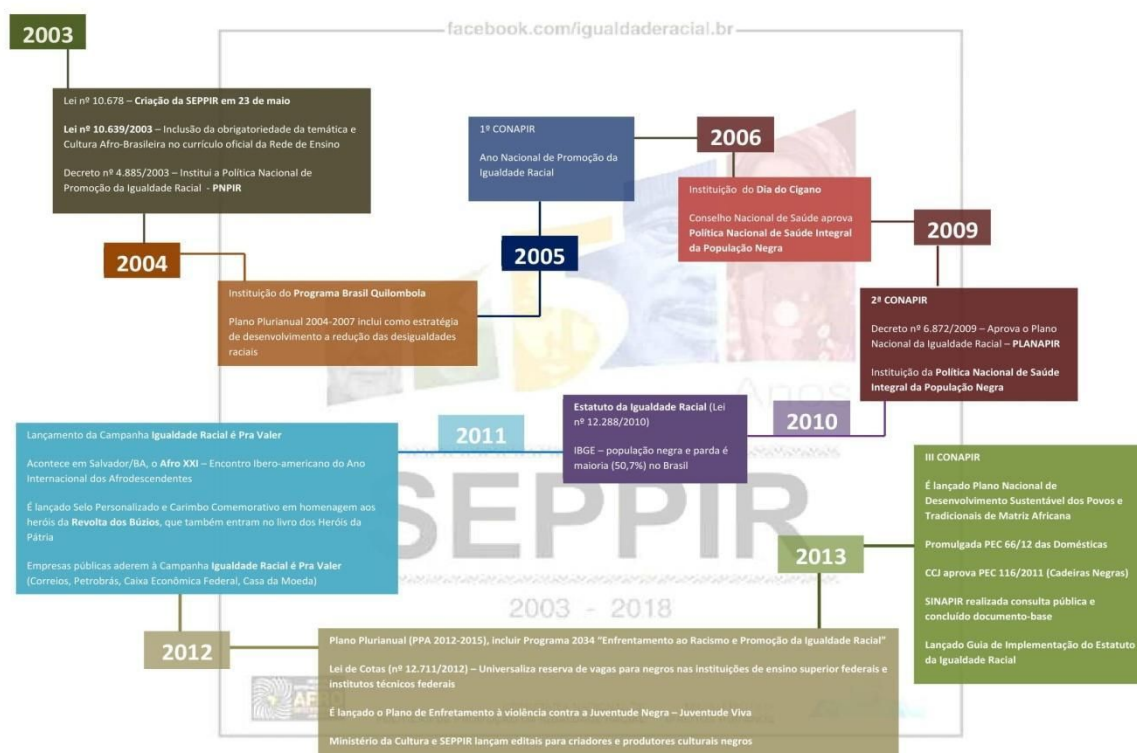 facebook.com/igualdaderacial.br
2003
Lei nº 10.678 – Criação da SEPPIR em 23 de maio
Lei nº 10.639/2003 – Inclusão da obrigatoriedade da temática e
Cultura Afro-Brasileira no currículo oficial da Rede de Ensino
Decreto nº 4.885/2003 – Institui a Política Nacional de
Promoção da Igualdade Racial - PNPIR
2004
Instituição do Programa Brasil Quilombola
Plano Plurianual 2004-2007 inclui como estratégia
de desenvolvimento a redução das desigualdades
raciais
2005
1º CONAPIR
Ano Nacional de Promoção da
Igualdade Racial
2006
Instituição do Dia do Cigano
Conselho Nacional de Saúde aprova
Política Nacional de Saúde Integral
da População Negra
2009
2ª CONAPIR
Decreto nº 6.872/2009 – Aprova o Plano
Nacional da Igualdade Racial – PLANAPIR
Instituição da Política Nacional de Saúde
Integral da População Negra
2010
Estatuto da Igualdade Racial (Lei
nº 12.288/2010)
IBGE – população negra e parda é
maioria (50,7%) no Brasil
2011
Lançamento da Campanha Igualdade Racial é Pra Valer
Acontece em Salvador/BA, o Afro XXI – Encontro Ibero-americano do Ano
Internacional dos Afrodescendentes
É lançado Selo Personalizado e Carimbo Comemorativo em homenagem aos
heróis da Revolta dos Búzios, que também entram no livro dos Heróis da
Pátria
Empresas públicas aderem à Campanha Igualdade Racial é Pra Valer
(Correios, Petrobrás, Caixa Econômica Federal, Casa da Moeda)
2012
Plano Plurianual (PPA 2012-2015), incluir Programa 2034 “Enfrentamento ao Racismo e Promoção da Igualdade Racial”
Lei de Cotas (nº 12.711/2012) – Universaliza reserva de vagas para negros nas instituições de ensino superior federais e
institutos técnicos federais
É lançado o Plano de Enfretamento à violência contra a Juventude Negra – Juventude Viva
Ministério da Cultura e SEPPIR lançam editais para criadores e produtores culturais negros
2013
III CONAPIR
É lançado Plano Nacional de
Desenvolvimento Sustentável dos Povos e
Tradicionais de Matriz Africana
Promulgada PEC 66/12 das Domésticas
CCJ aprova PEC 116/2011 (Cadeiras Negras)
SINAPIR realizada consulta pública e
concluído documento-base
Lançado Guia de Implementação do Estatuto
da Igualdade Racial
15
Anos
SEPPIR
2003 - 2018
AFRO